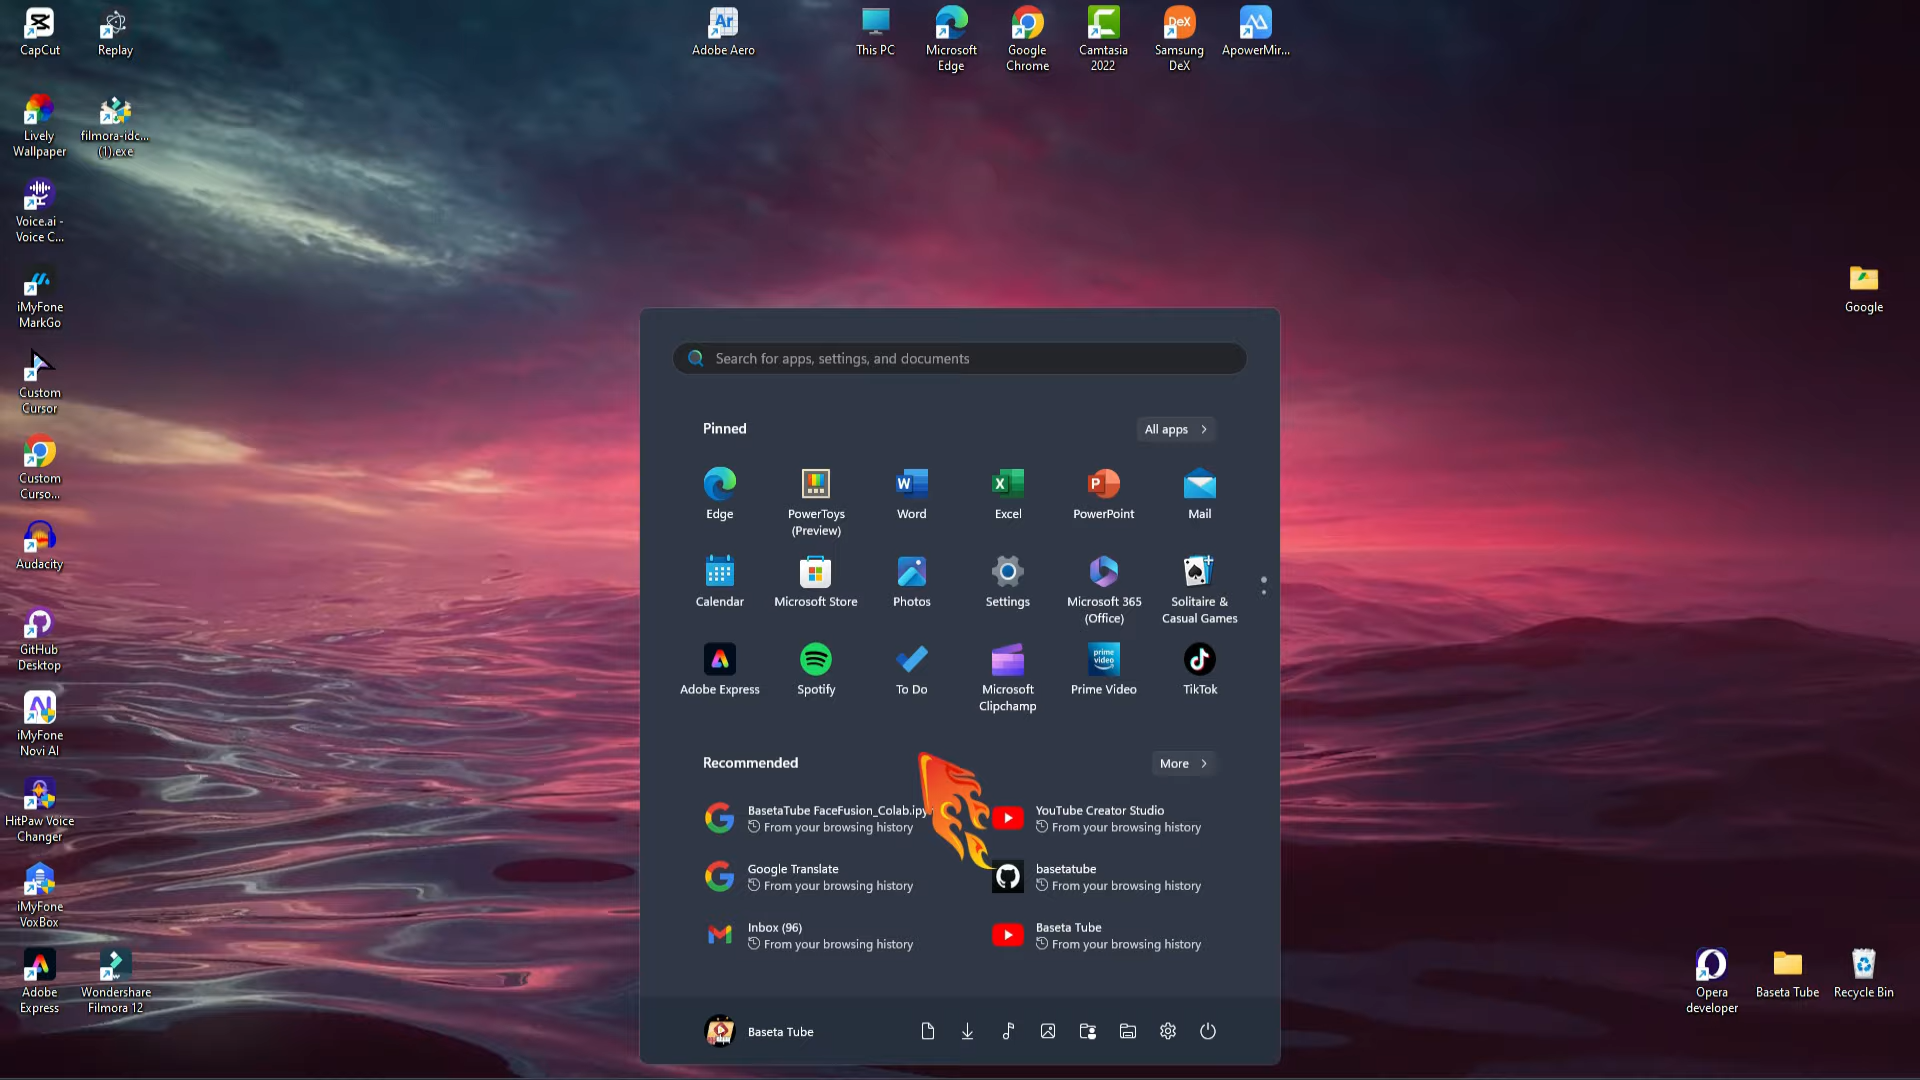 CapCut
Replay
Adobe Aero
This PC
Microsoft
Edge
Google
Chrome
Camtasia
2022
Samsung
DeX
ApowerMir...
Lively
Wallpaper
filmora-idc...
(1).exe
Voice.ai -
Voice C...
iMyFone
MarkGo
Google
Custom
Cursor
Custom
Curso...
Audacity
GitHub
Desktop
iMyFone
Novi AI
HitPaw Voice
Changer
iMyFone
VoxBox
Adobe
Express
Wondershare
Filmora 12
Search for apps, settings, and documents
Pinned
All apps
Edge
PowerToys
(Preview)
Word
Excel
PowerPoint
Mail
Calendar
Microsoft Store
Photos
Settings
Microsoft 365
(Office)
Solitaire &
Casual Games
Adobe Express
Spotify
To Do
Microsoft
Clipchamp
prime
video
Prime Video
TikTok
Recommended
More
BasetaTube FaceFusion_Colab.ipy
From your browsing history
YouTube Creator Studio
From your browsing history
Google Translate
From your browsing history
basetatube
From your browsing history
Inbox (96)
From your browsing history
Baseta Tube
From your browsing history
Baseta Tube
Opera
developer
Baseta Tube
Recycle Bin